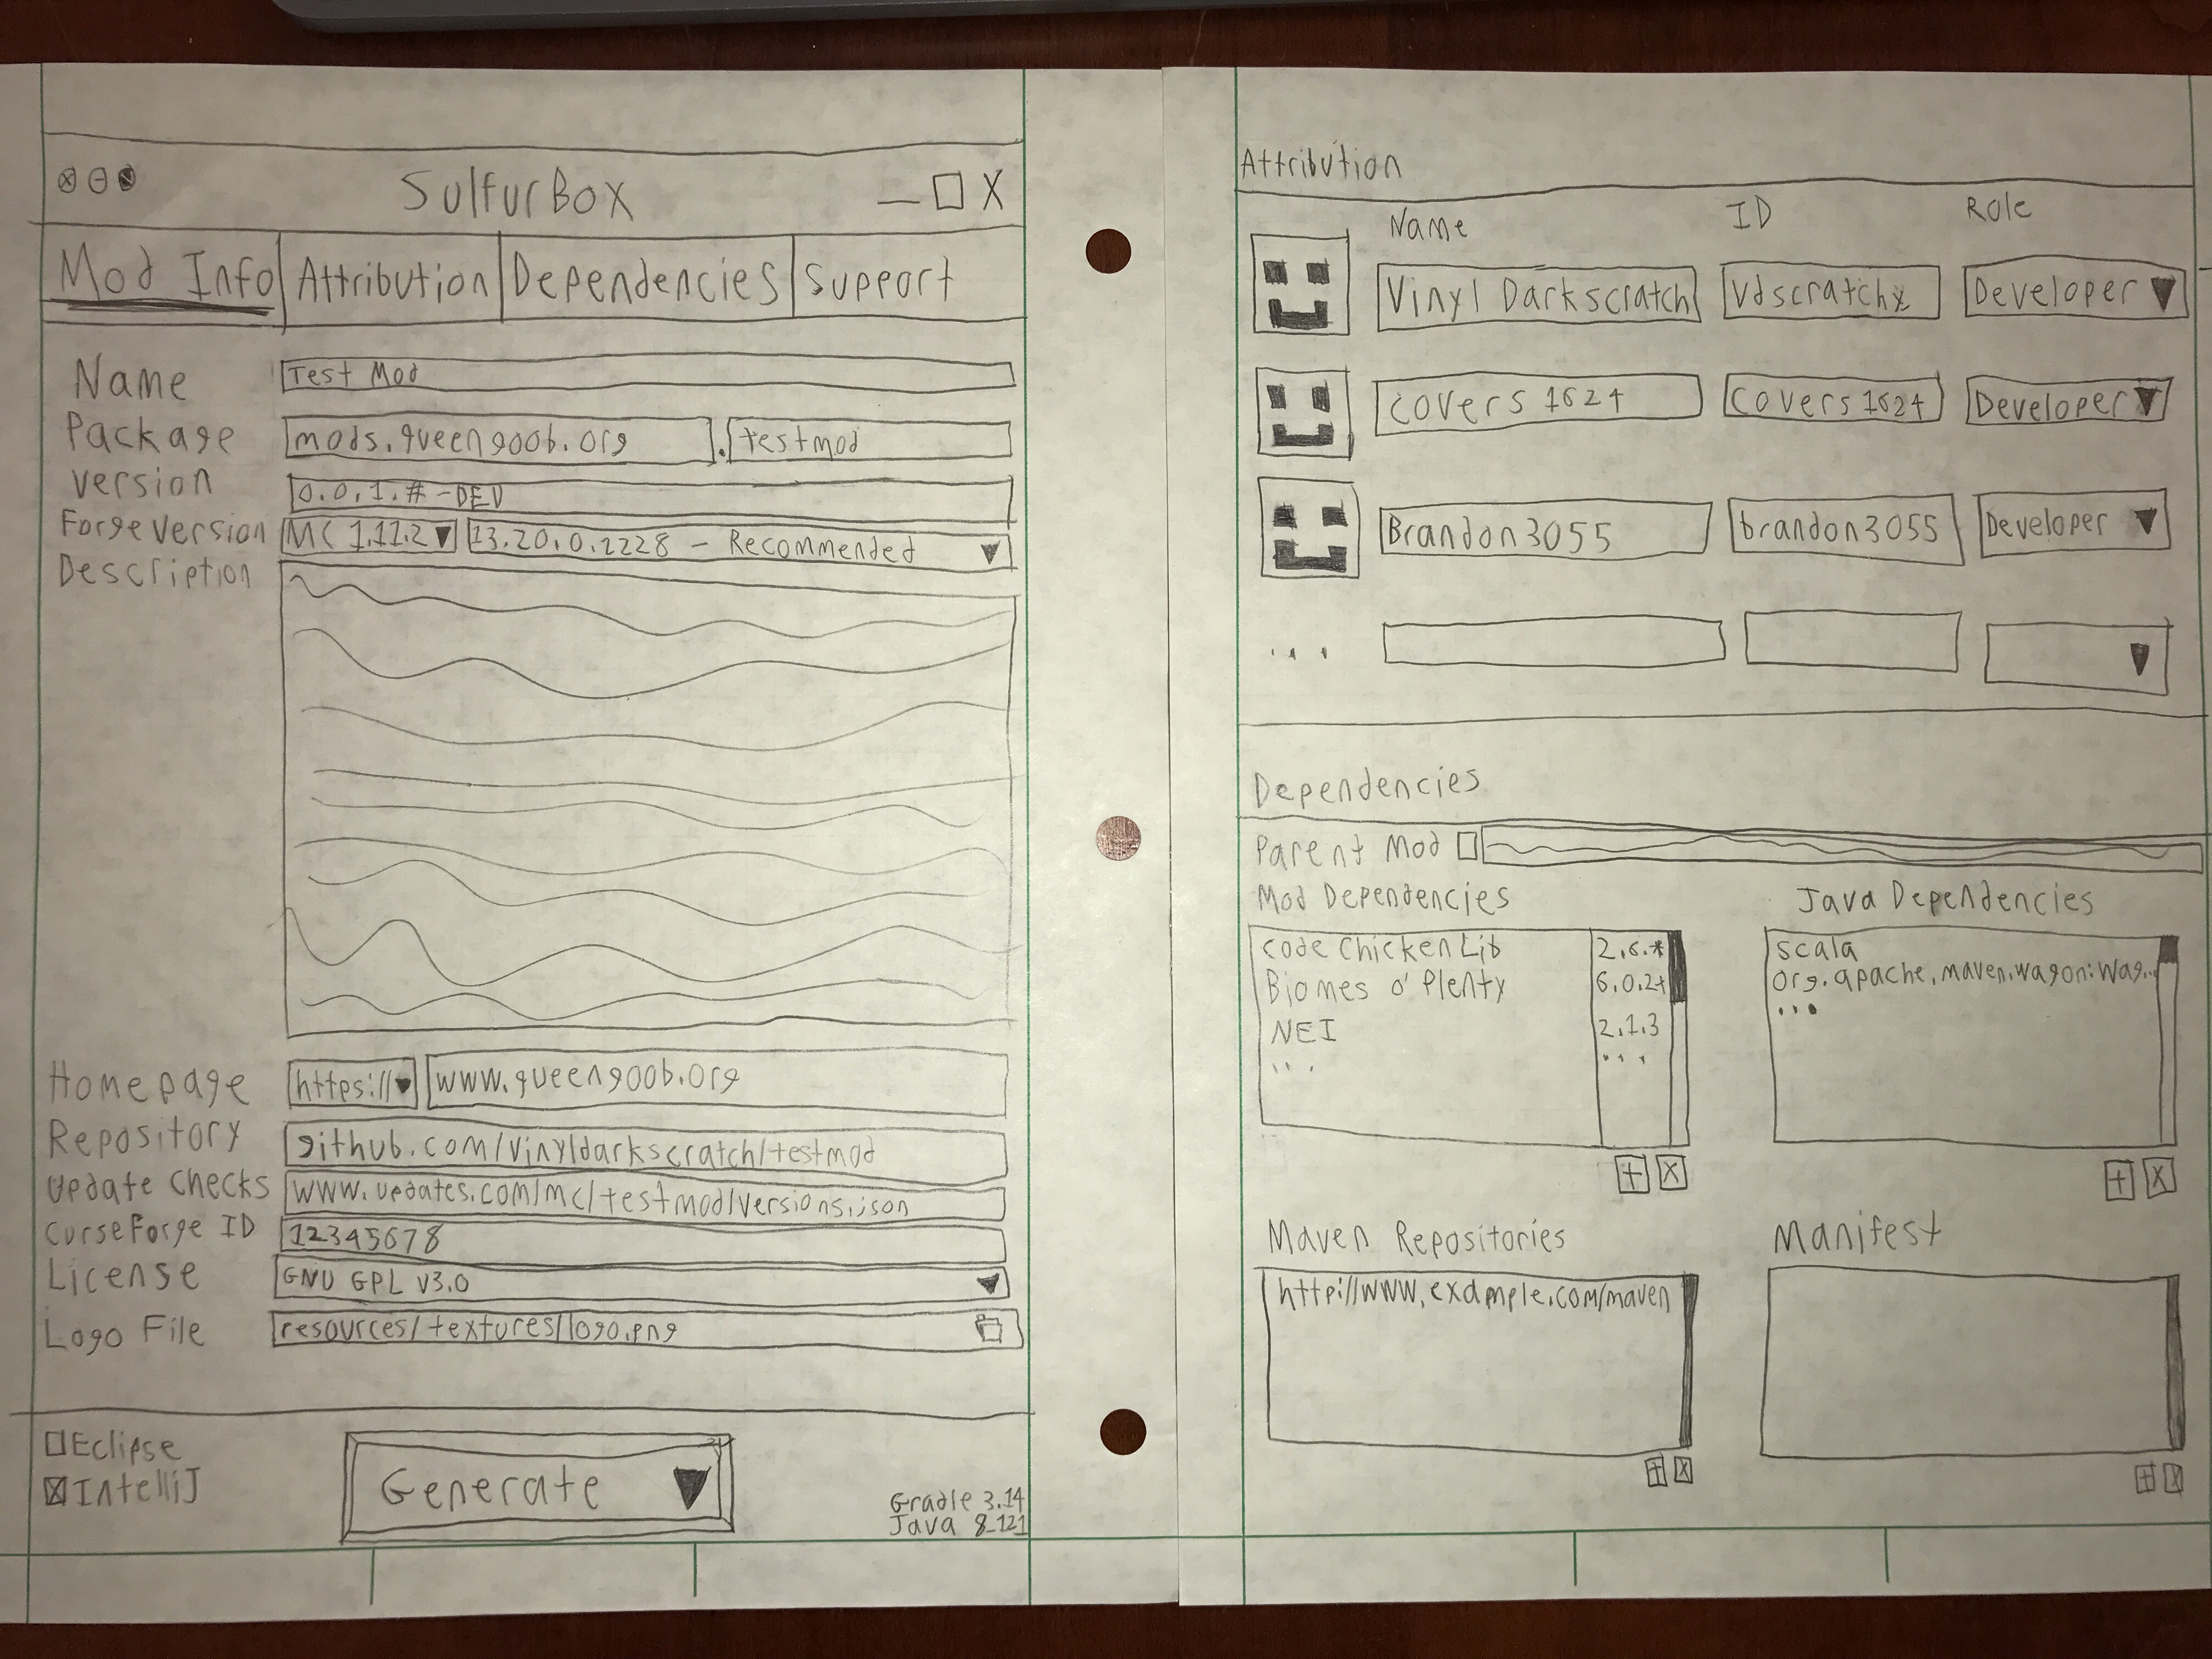 SulfurBox
Mod Info Attribution Dependencies Support
Name Test Mod
Package mods.queengoob.org . testmod
Version 0.0.1.#-DEV
Forge Version MC 1.11.2 13.20.0.2228 - Recommended
Description
Homepage https:// www.queengoob.org
Repository github.com/vinyldarkscratch/testmod
Update Checks www.updates.com/mc/testmod/versions.json
CurseForge ID 12345678
License GNU GPL v3.0
Logo File resources/textures/logo.png
Eclipse
IntelliJ
Generate
Gradle 3.14
Java 8_121
Attribution
Name ID Role
Vinyl Darkscratch vdscratchx Developer
covers1624 covers1624 Developer
Brandon3055 brandon3055 Developer
...
Dependencies
Parent Mod
Mod Dependencies
Code Chicken Lib 2.6.*
Biomes o' Plenty 6.0.2+
NEI 2.1.3
... ...
Java Dependencies
scala
org.apache.maven.wagon:wag...
...
Maven Repositories
http://www.example.com/maven
Manifest